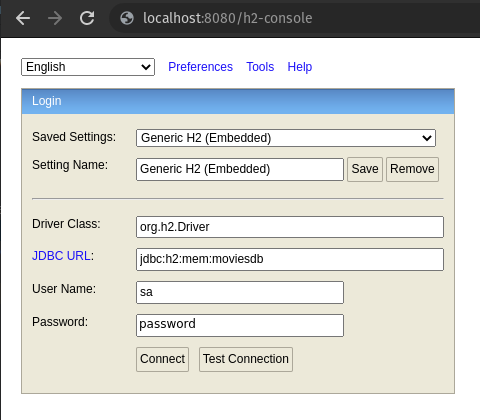 localhost:8080/h2-console
English Preferences Tools Help
Login
Saved Settings: Generic H2 (Embedded)
Setting Name: Generic H2 (Embedded) Save Remove
Driver Class: org.h2.Driver
JDBC URL: jdbc:h2:mem:moviesdb
User Name: sa
Password: password
Connect Test Connection